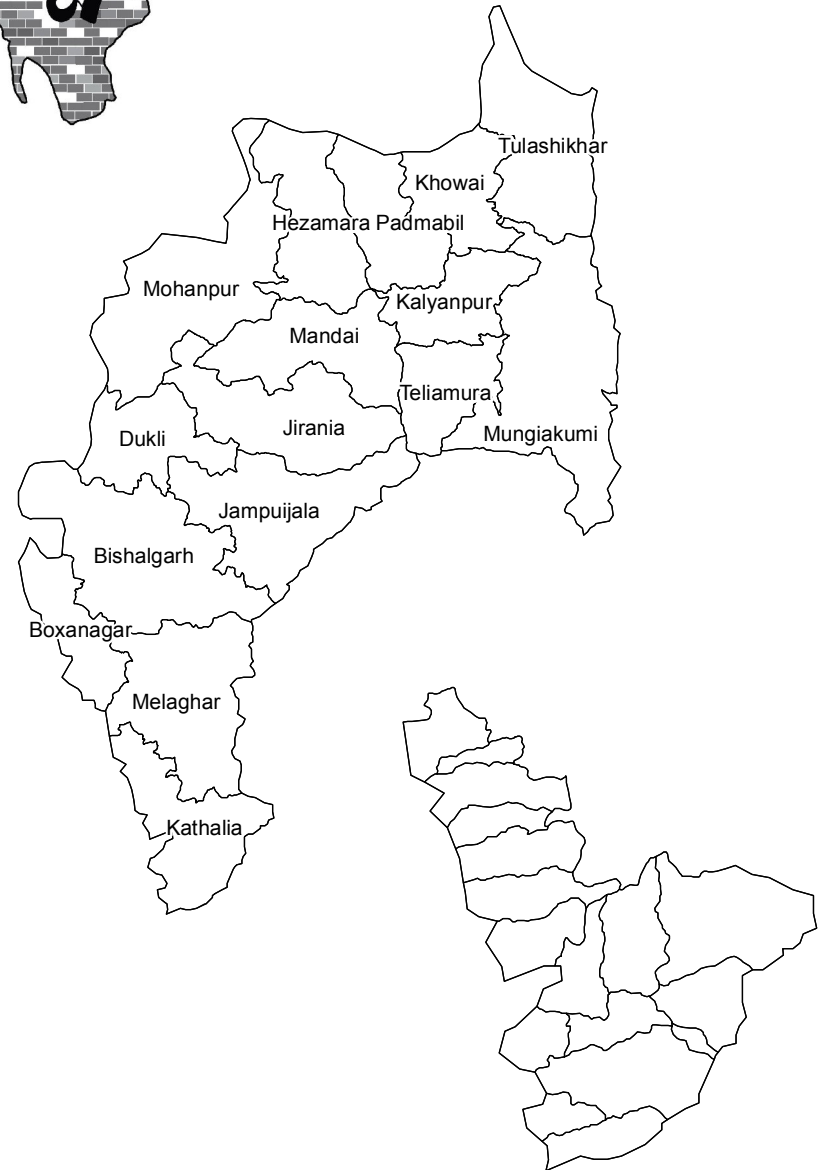 Tulashikhar
Khowai
Hezamara Padmabil
Mohanpur
Kalyanpur
Mandai
Teliamura
Jirania
Dukli
Mungiakumi
Jampuijala
Bishalgarh
Boxanagar
Melaghar
Kathalia